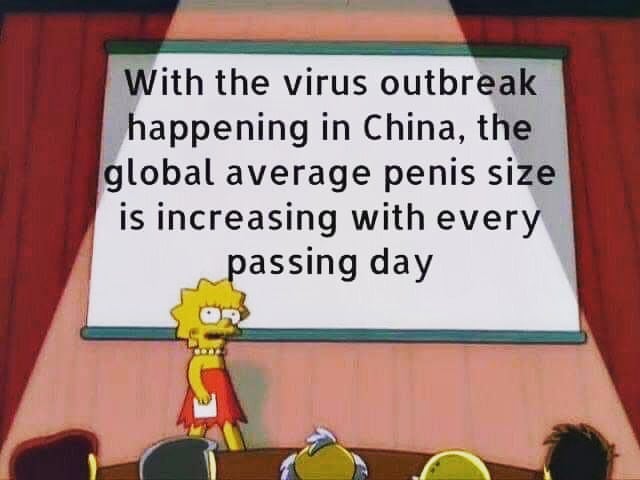 With the virus outbreak
happening in China, the
global average penis size
is increasing with every
passing day